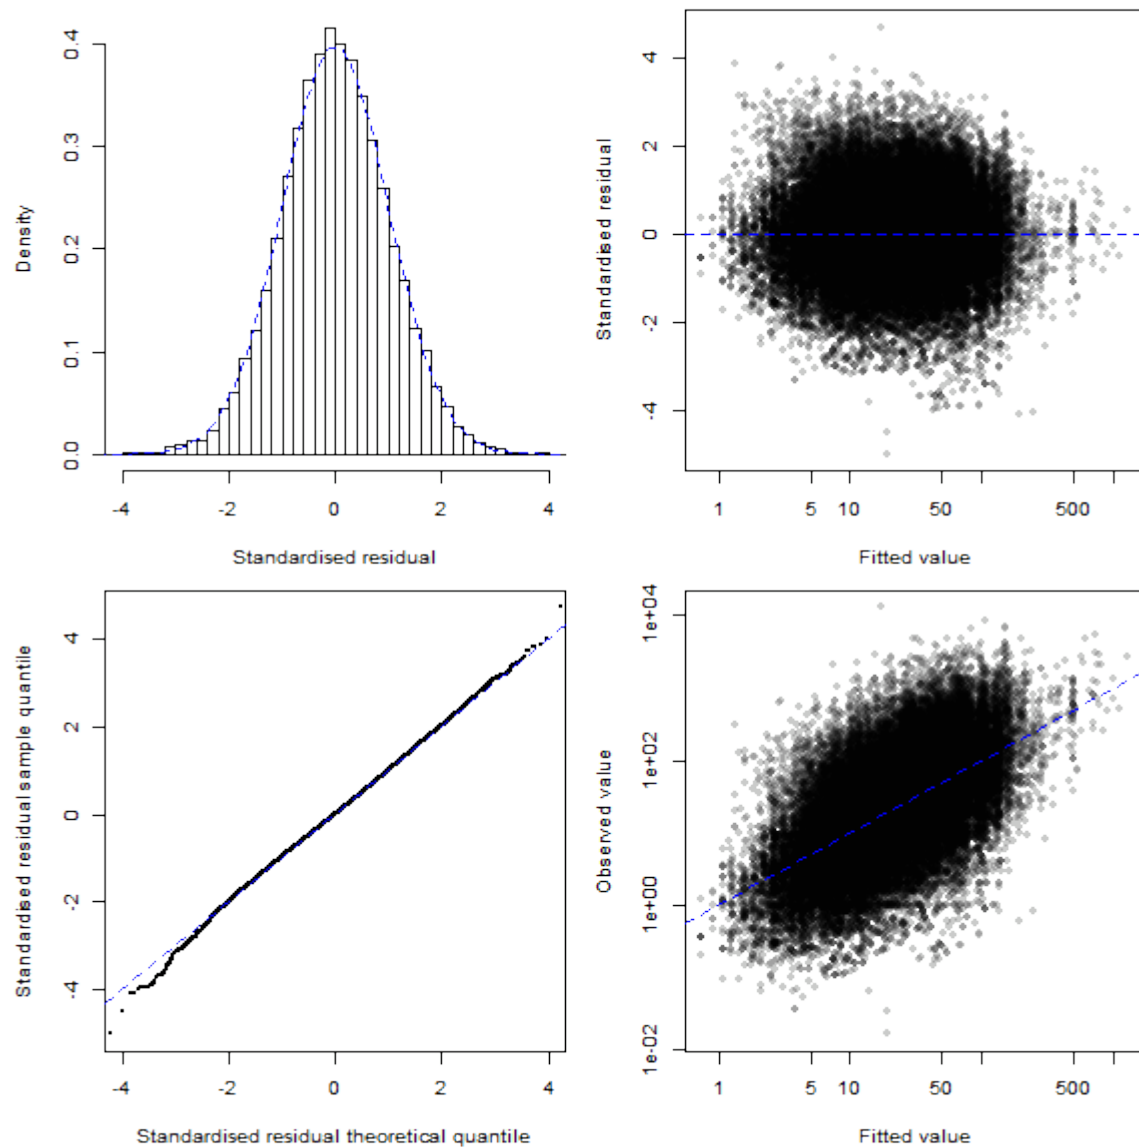 0.4
0.3
0.2
0.1
0.0
Density
-4 -2 0 2 4
Standardised residual
4
2
0
-2
-4
Standardised residual
1 5 10 50 500
Fitted value
4
2
0
-2
-4
Standardised residual sample quantile
-4 -2 0 2 4
Standardised residual theoretical quantile
1e+04
1e+02
1e+00
1e-02
Observed value
1 5 10 50 500
Fitted value